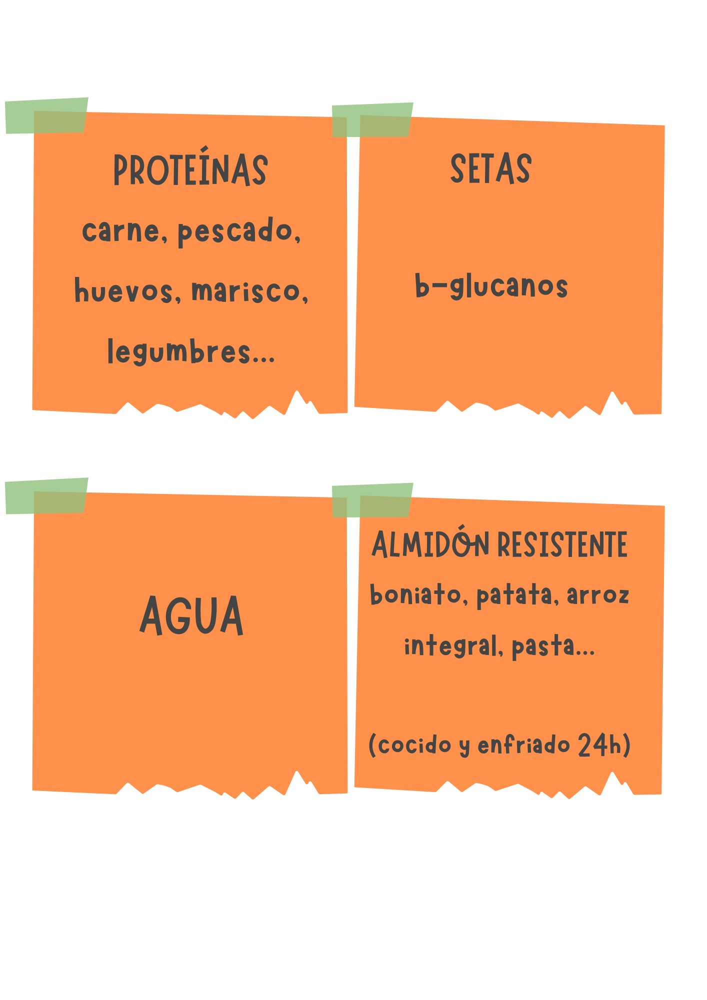 PROTEÍNAS
carne, pescado,
huevos, marisco,
legumbres...
SETAS
b-glucanos
AGUA
ALMIDÓN RESISTENTE
boniato, patata, arroz
integral, pasta...
(cocido y enfriado 24h)